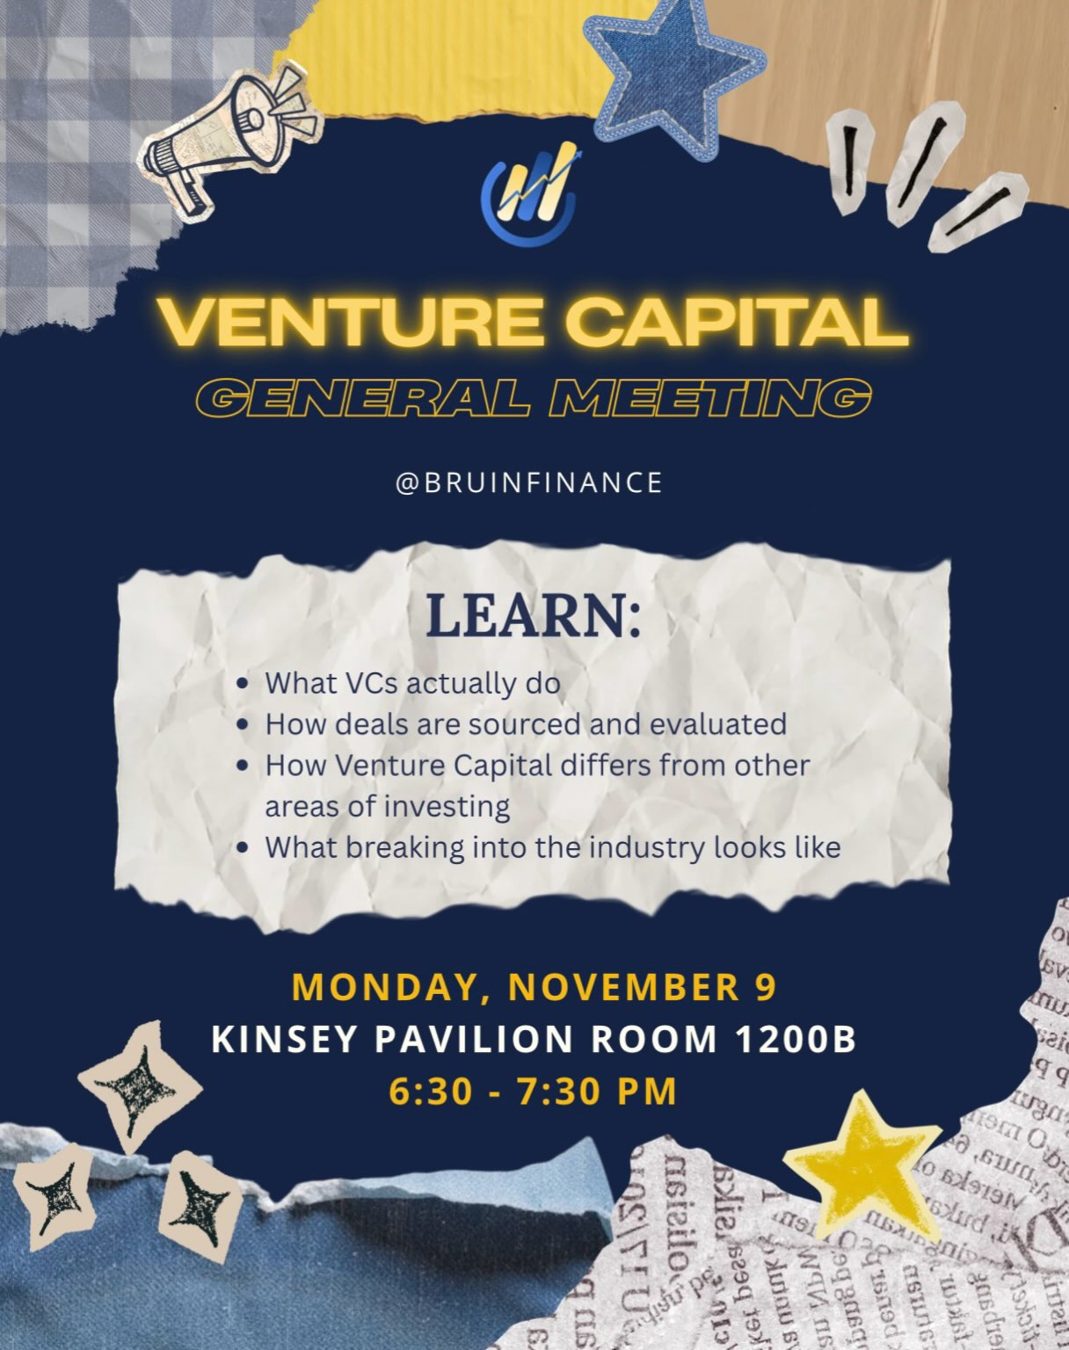 VENTURE CAPITAL
GENERAL MEETING
@BRUINFINANCE
LEARN:
• What VCs actually do
• How deals are sourced and evaluated
• How Venture Capital differs from other
areas of investing
• What breaking into the industry looks like
MONDAY, NOVEMBER 9
KINSEY PAVILION ROOM 1200B
6:30 - 7:30 PM